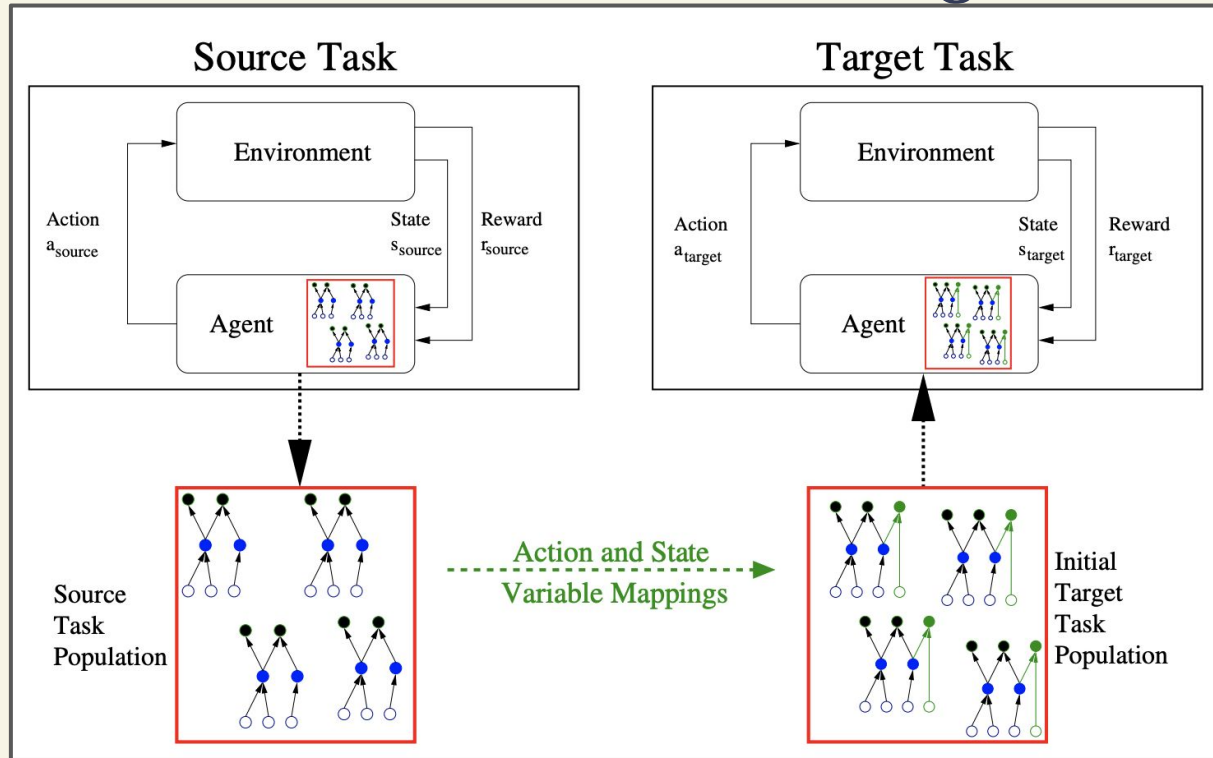 Source Task
Target Task
Environment
Action
a_source
State
s_source
Reward
r_source
Agent
Environment
Action
a_target
State
s_target
Reward
r_target
Agent
Source
Task
Population
Action and State
Variable Mappings
Initial
Target
Task
Population